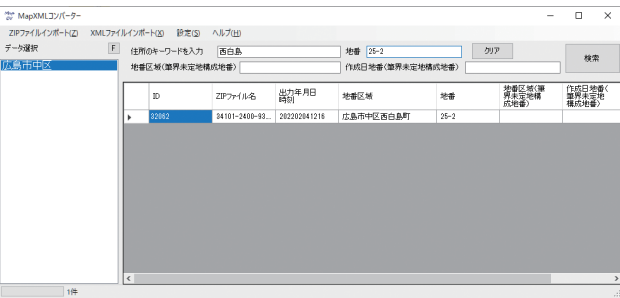 MapXMLコンバーター
ZIPファイルインポート(Z) XMLファイルインポート(X) 設定(S) ヘルプ(H)
データ選択 F 住所のキーワードを入力 西白島 地番 25-2 クリア 検索
広島市中区 地番区域(筆界未定地構成地番) 作成日地番(筆界未定地構成地番)
ID ZIPファイル名 出力年月日時刻 地番区域 地番 地番区域(筆界未定地構成地番) 作成日地番(筆界未定地構成地番)
32062 34101-2400-93... 202202041216 広島市中区西白島町 25-2
1件